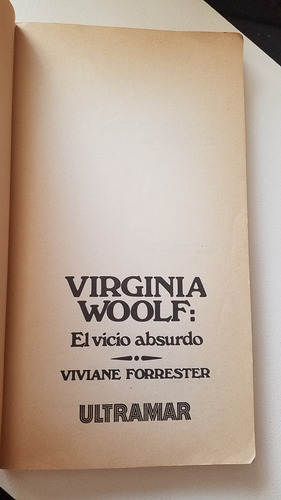 VIRGINIA
WOOLF:
El vicio absurdo
VIVIANE FORRESTER
ULTRAMAR